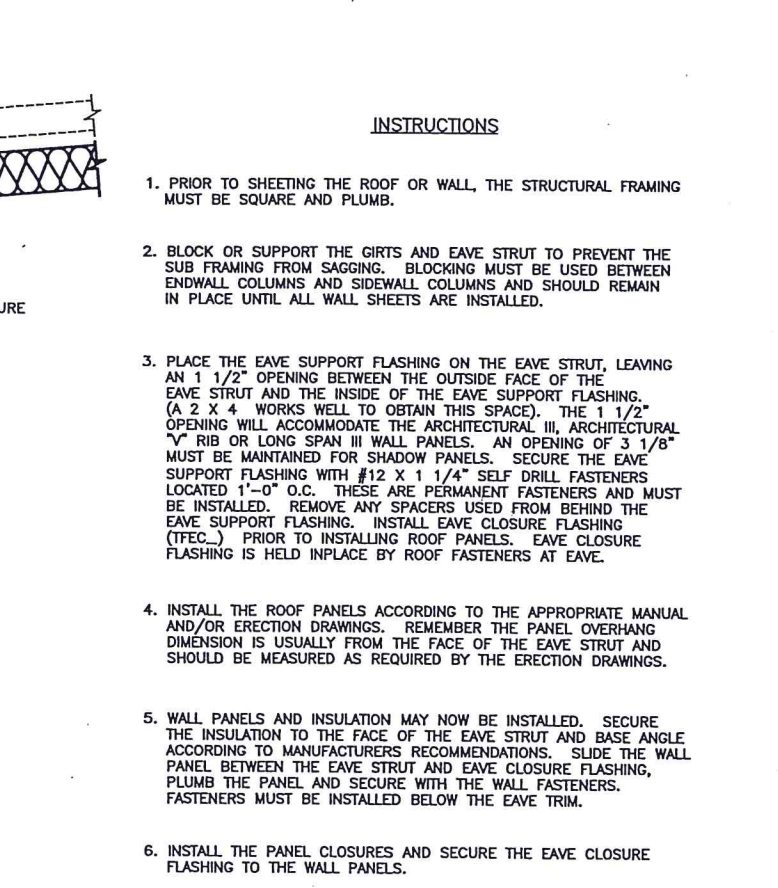 INSTRUCTIONS
1. PRIOR TO SHEETING THE ROOF OR WALL, THE STRUCTURAL FRAMING
MUST BE SQUARE AND PLUMB.
2. BLOCK OR SUPPORT THE GIRTS AND EAVE STRUT TO PREVENT THE
SUB FRAMING FROM SAGGING. BLOCKING MUST BE USED BETWEEN
ENDWALL COLUMNS AND SIDEWALL COLUMNS AND SHOULD REMAIN
IN PLACE UNTIL ALL WALL SHEETS ARE INSTALLED.
URE
3. PLACE THE EAVE SUPPORT FLASHING ON THE EAVE STRUT, LEAVING
AN 1 1/2" OPENING BETWEEN THE OUTSIDE FACE OF THE
EAVE STRUT AND THE INSIDE OF THE EAVE SUPPORT FLASHING.
(A 2 X 4 WORKS WELL TO OBTAIN THIS SPACE). THE 1 1/2"
OPENING WILL ACCOMMODATE THE ARCHITECTURAL III, ARCHITECTURAL
"V" RIB OR LONG SPAN III WALL PANELS. AN OPENING OF 3 1/8"
MUST BE MAINTAINED FOR SHADOW PANELS. SECURE THE EAVE
SUPPORT FLASHING WITH #12 X 1 1/4" SELF DRILL FASTENERS
LOCATED 1'-0" O.C. THESE ARE PERMANENT FASTENERS AND MUST
BE INSTALLED. REMOVE ANY SPACERS USED FROM BEHIND THE
EAVE SUPPORT FLASHING. INSTALL EAVE CLOSURE FLASHING
(TFEC_) PRIOR TO INSTALLING ROOF PANELS. EAVE CLOSURE
FLASHING IS HELD INPLACE BY ROOF FASTENERS AT EAVE.
4. INSTALL THE ROOF PANELS ACCORDING TO THE APPROPRIATE MANUAL
AND/OR ERECTION DRAWINGS. REMEMBER THE PANEL OVERHANG
DIMENSION IS USUALLY FROM THE FACE OF THE EAVE STRUT AND
SHOULD BE MEASURED AS REQUIRED BY THE ERECTION DRAWINGS.
5. WALL PANELS AND INSULATION MAY NOW BE INSTALLED. SECURE
THE INSULATION TO THE FACE OF THE EAVE STRUT AND BASE ANGLE
ACCORDING TO MANUFACTURERS RECOMMENDATIONS. SLIDE THE WALL
PANEL BETWEEN THE EAVE STRUT AND EAVE CLOSURE FLASHING,
PLUMB THE PANEL AND SECURE WITH THE WALL FASTENERS.
FASTENERS MUST BE INSTALLED BELOW THE EAVE TRIM.
6. INSTALL THE PANEL CLOSURES AND SECURE THE EAVE CLOSURE
FLASHING TO THE WALL PANELS.